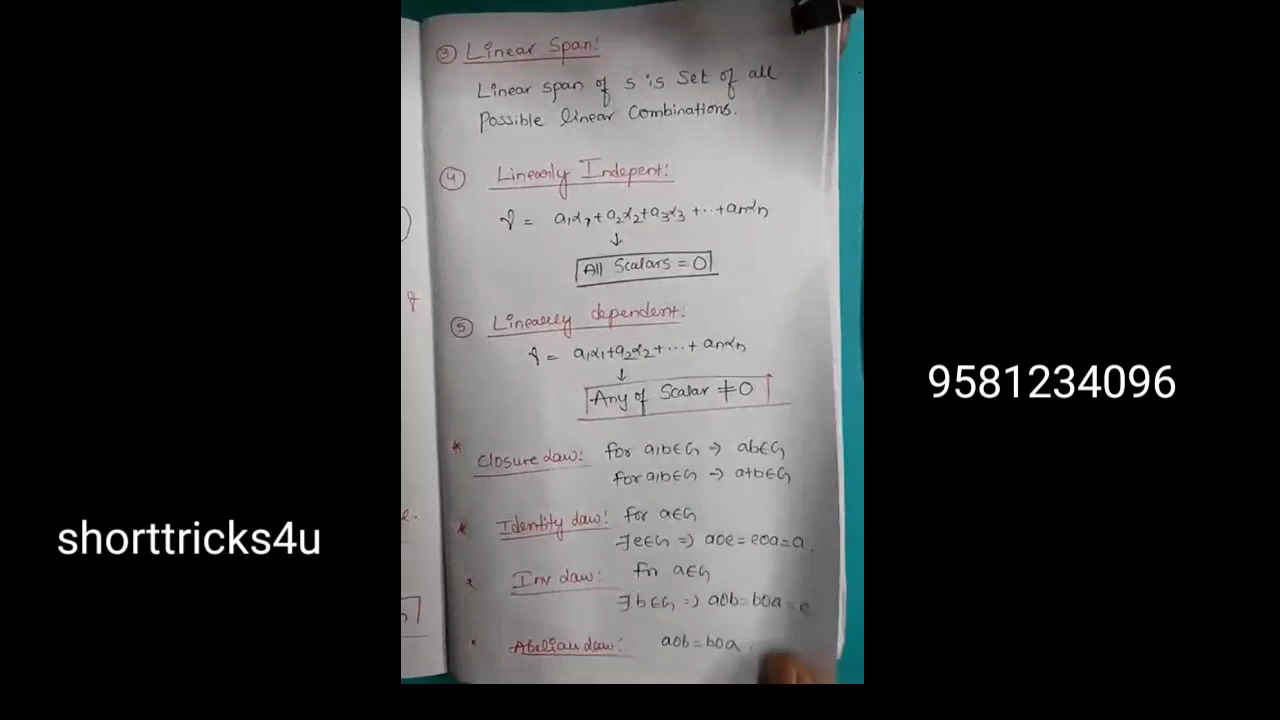 ③ Linear Span:
Linear span of S is Set of all
Possible linear Combinations.
④ Linearily Indepent:
γ = a₁α₁+a₂α₂+a₃α₃ +...+anαn
↓
All Scalars = 0
⑤ Linearly dependent:
γ = a₁α₁+a₂α₂+...+ anαn
↓
Any of Scalar ≠ 0
* Closure Law: for a,b∈G ⇒ ab∈G
for a,b∈G ⇒ a+b∈G
* Identity Law: for a∈G
∃ e∈G ⇒ aoe = eoa = a.
* Inv Law: for a∈G
∃ b∈G ⇒ aob = boa = e
* Abelian Law: aob = boa.
9581234096
shorttricks4u